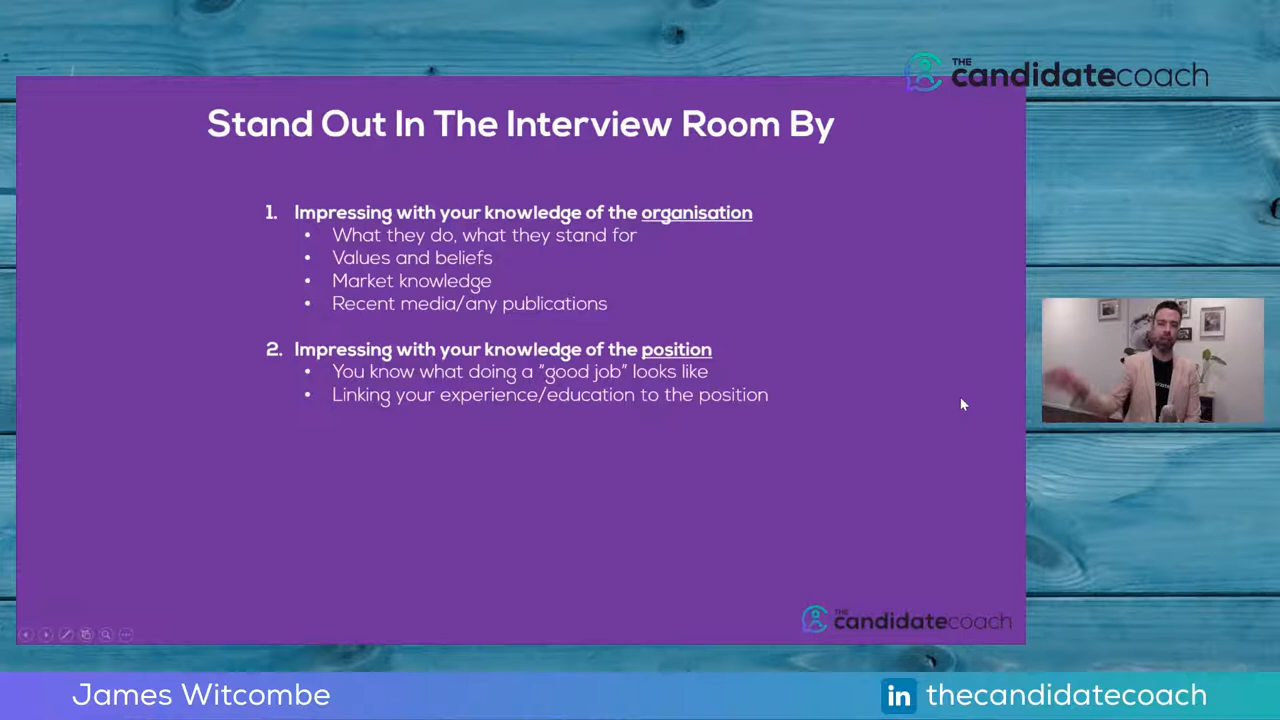 THE
candidatecoach
Stand Out In The Interview Room By
1. Impressing with your knowledge of the organisation
• What they do, what they stand for
• Values and beliefs
• Market knowledge
• Recent media/any publications
2. Impressing with your knowledge of the position
• You know what doing a "good job" looks like
• Linking your experience/education to the position
THE
candidatecoach
James Witcombe
in thecandidatecoach